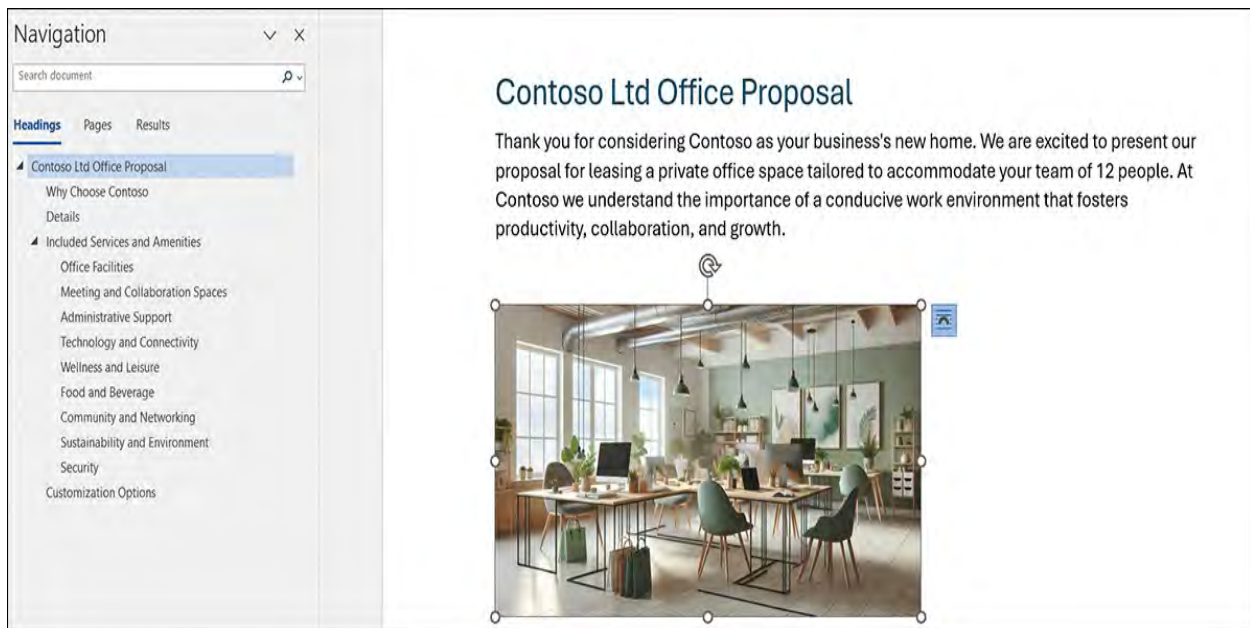 Navigation
Search document
Headings Pages Results
Contoso Ltd Office Proposal
Why Choose Contoso
Details
Included Services and Amenities
Office Facilities
Meeting and Collaboration Spaces
Administrative Support
Technology and Connectivity
Wellness and Leisure
Food and Beverage
Community and Networking
Sustainability and Environment
Security
Customization Options
Contoso Ltd Office Proposal
Thank you for considering Contoso as your business's new home. We are excited to present our
proposal for leasing a private office space tailored to accommodate your team of 12 people. At
Contoso we understand the importance of a conducive work environment that fosters
productivity, collaboration, and growth.